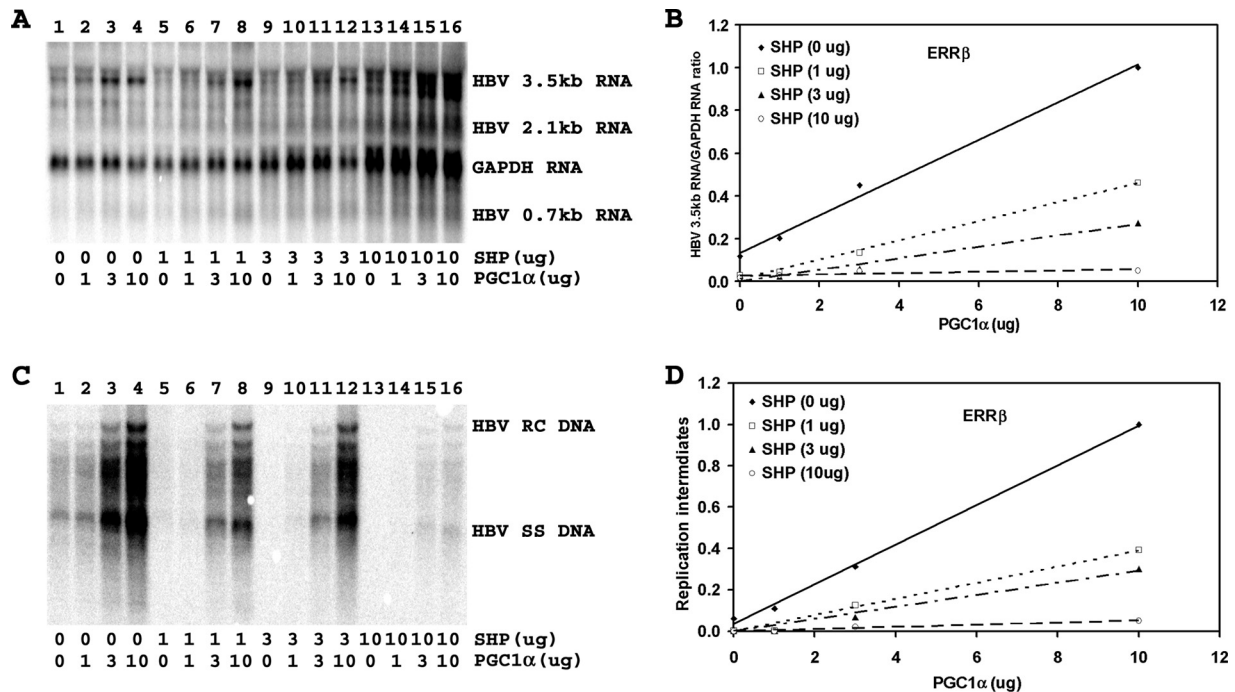 A
1 2 3 4 5 6 7 8 9 10 11 12 13 14 15 16
HBV 3.5kb RNA
HBV 2.1kb RNA
GAPDH RNA
HBV 0.7kb RNA
0 0 0 0 1 1 1 1 3 3 3 3 10 10 10 10 SHP (ug)
0 1 3 10 0 1 3 10 0 1 3 10 0 1 3 10 PGC1α (ug)
B
ERRβ
SHP (0 ug)
SHP (1 ug)
SHP (3 ug)
SHP (10 ug)
HBV 3.5kb RNA/GAPDH RNA ratio
1.2
1.0
0.8
0.6
0.4
0.2
0.0
0 2 4 6 8 10 12
PGC1α (ug)
C
1 2 3 4 5 6 7 8 9 10 11 12 13 14 15 16
HBV RC DNA
HBV SS DNA
0 0 0 0 1 1 1 1 3 3 3 3 10 10 10 10 SHP (ug)
0 1 3 10 0 1 3 10 0 1 3 10 0 1 3 10 PGC1α (ug)
D
ERRβ
SHP (0 ug)
SHP (1 ug)
SHP (3 ug)
SHP (10ug)
Replication intermdiates
1.2
1.0
0.8
0.6
0.4
0.2
0.0
0 2 4 6 8 10 12
PGC1α (ug)